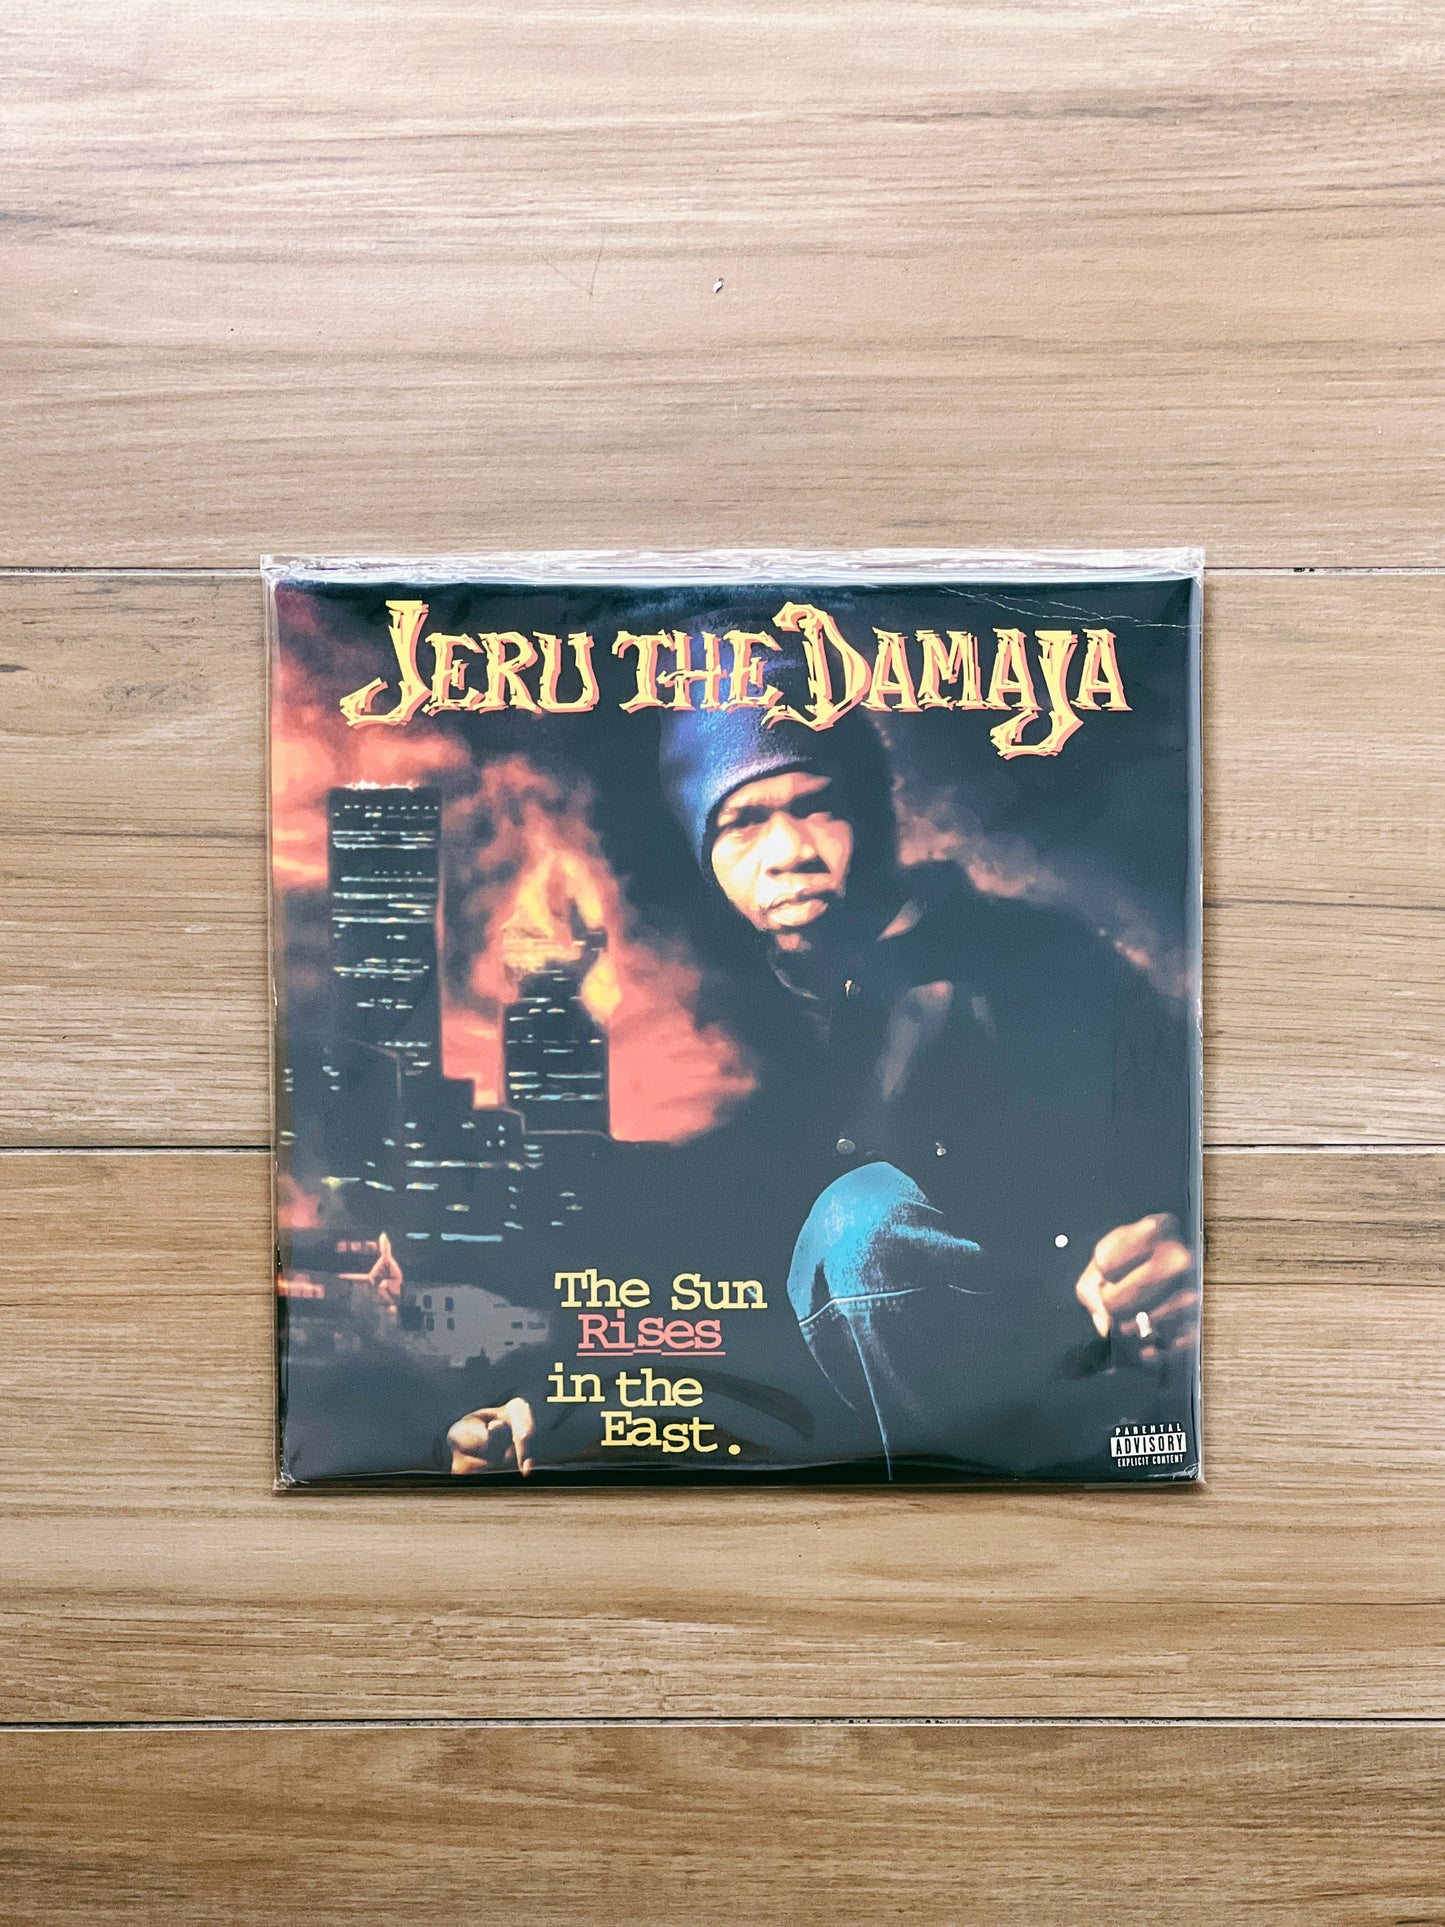 JERU THE DAMAJA
The Sun
Rises
in the
East.
PARENTAL
ADVISORY
EXPLICIT CONTENT